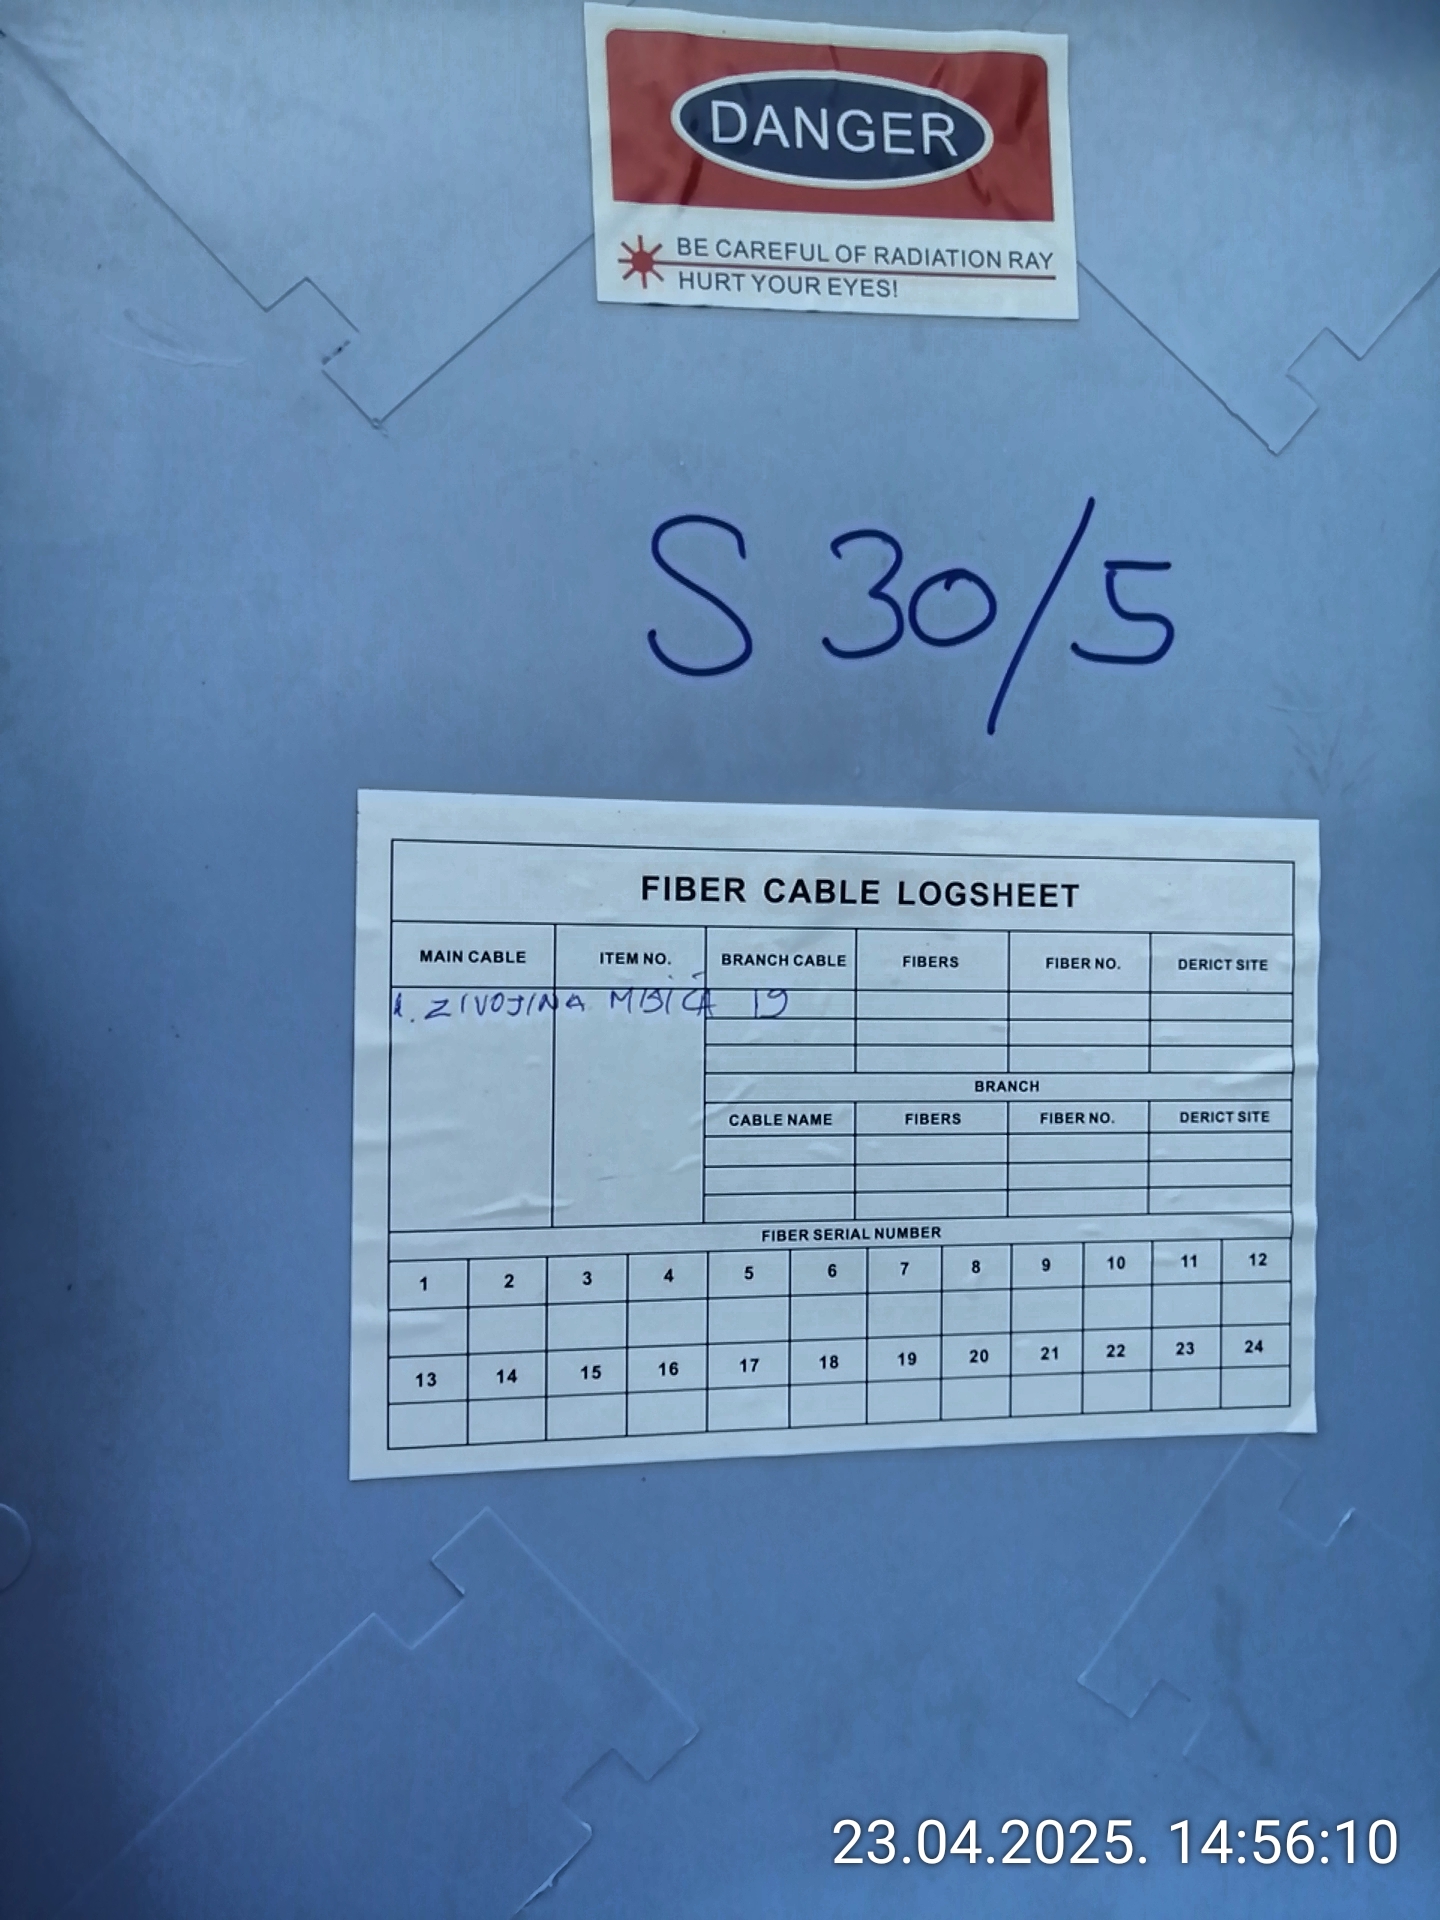 DANGER
BE CAREFUL OF RADIATION RAY
HURT YOUR EYES!
S 30/5
FIBER CABLE LOGSHEET
MAIN CABLE ITEM NO. BRANCH CABLE FIBERS FIBER NO. DERICT SITE
ZIVOJINA MIŠIĆA 19
BRANCH
CABLE NAME FIBERS FIBER NO. DERICT SITE
FIBER SERIAL NUMBER
1 2 3 4 5 6 7 8 9 10 11 12
13 14 15 16 17 18 19 20 21 22 23 24
23.04.2025. 14:56:10